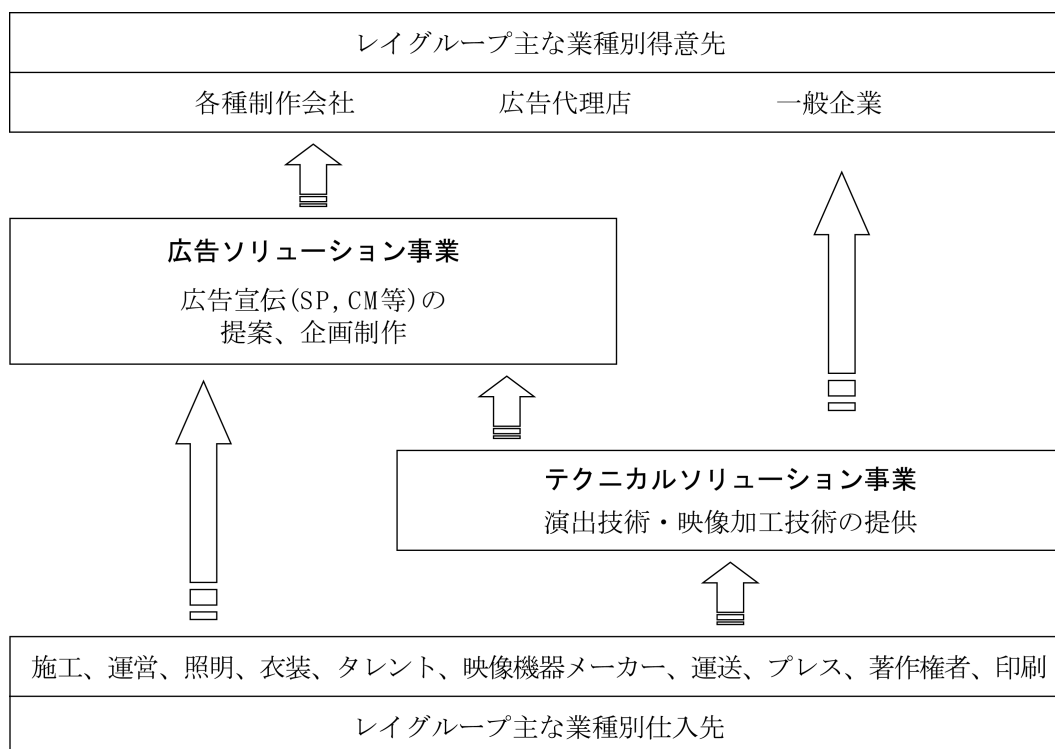 レイグループ主な業種別得意先
各種制作会社 広告代理店 一般企業
広告ソリューション事業
広告宣伝(SP,CM等)の
提案、企画制作
テクニカルソリューション事業
演出技術・映像加工技術の提供
施工、運営、照明、衣装、タレント、映像機器メーカー、運送、プレス、著作権者、印刷
レイグループ主な業種別仕入先